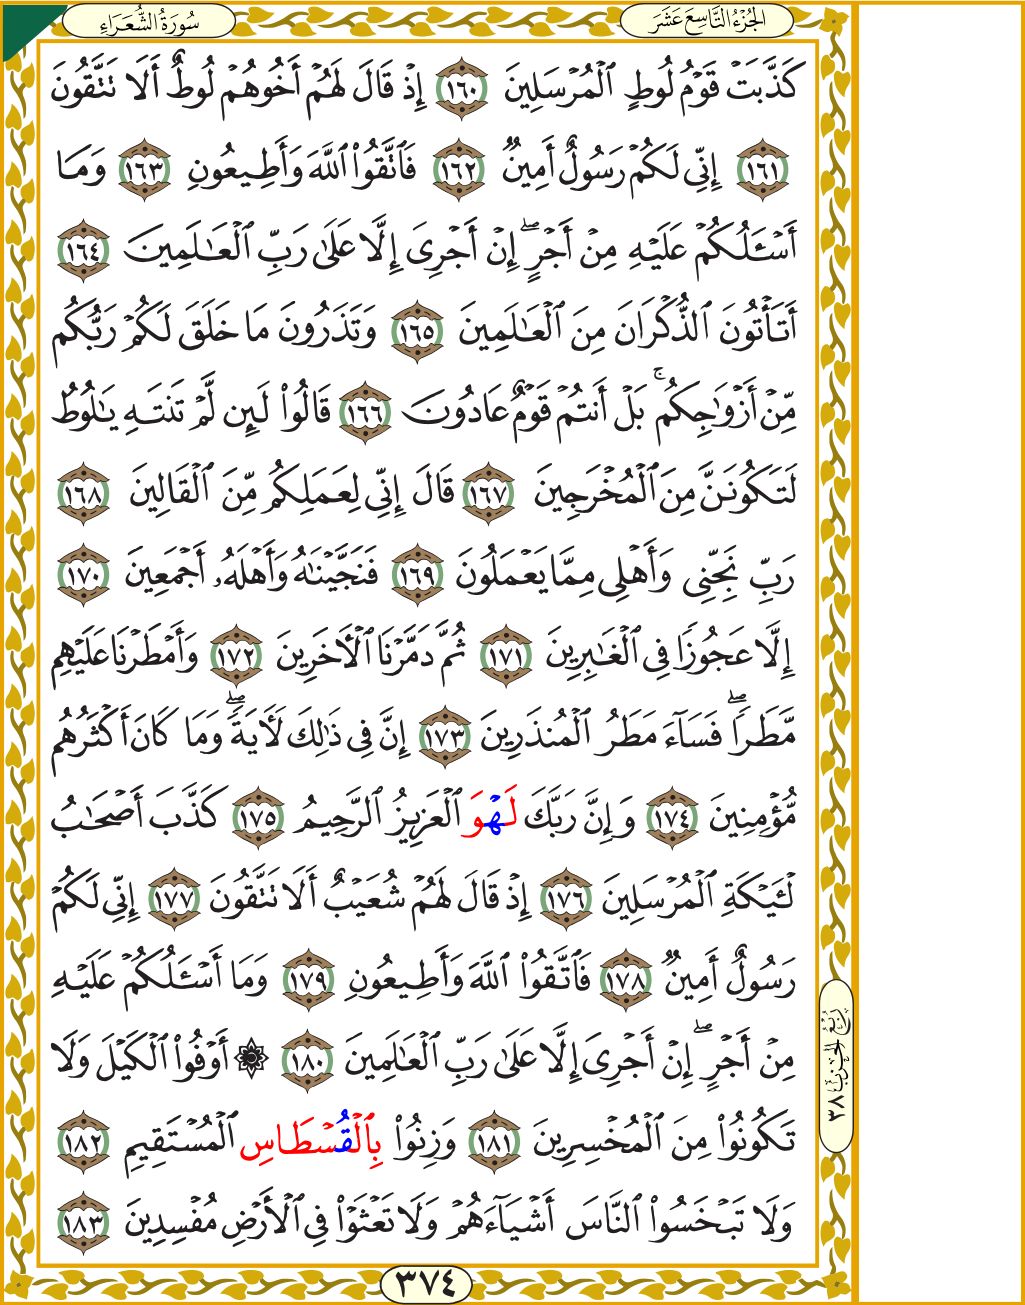 سُورَةُ الشُّعَرَاءِ
الجُزْءُ التَّاسِعَ عَشَرَ
كَذَّبَتْ قَوْمُ لُوطٍ ٱلْمُرْسَلِينَ ١٦٠ إِذْ قَالَ لَهُمْ أَخُوهُمْ لُوطٌ أَلَا تَتَّقُونَ
١٦١ إِنِّي لَكُمْ رَسُولٌ أَمِينٌ ١٦٢ فَٱتَّقُوا۟ ٱللَّهَ وَأَطِيعُونِ ١٦٣ وَمَا
أَسْـَٔلُكُمْ عَلَيْهِ مِنْ أَجْرٍ ۖ إِنْ أَجْرِىَ إِلَّا عَلَىٰ رَبِّ ٱلْعَـٰلَمِينَ ١٦٤
أَتَأْتُونَ ٱلذُّكْرَانَ مِنَ ٱلْعَـٰلَمِينَ ١٦٥ وَتَذَرُونَ مَا خَلَقَ لَكُمْ رَبُّكُم
مِّنْ أَزْوَٰجِكُم ۚ بَلْ أَنتُمْ قَوْمٌ عَادُونَ ١٦٦ قَالُوا۟ لَئِن لَّمْ تَنتَهِ يَـٰلُوطُ
لَتَكُونَنَّ مِنَ ٱلْمُخْرَجِينَ ١٦٧ قَالَ إِنِّي لِعَمَلِكُم مِّنَ ٱلْقَالِينَ ١٦٨
رَبِّ نَجِّنِي وَأَهْلِي مِمَّا يَعْمَلُونَ ١٦٩ فَنَجَّيْنَـٰهُ وَأَهْلَهُۥ أَجْمَعِينَ ١٧٠
إِلَّا عَجُوزًا فِي ٱلْغَـٰبِرِينَ ١٧١ ثُمَّ دَمَّرْنَا ٱلْأَخَرِينَ ١٧٢ وَأَمْطَرْنَا عَلَيْهِم
مَّطَرًا ۖ فَسَآءَ مَطَرُ ٱلْمُنذَرِينَ ١٧٣ إِنَّ فِي ذَٰلِكَ لَأَيَةً ۖ وَمَا كَانَ أَكْثَرُهُم
مُّؤْمِنِينَ ١٧٤ وَإِنَّ رَبَّكَ لَهْوَ ٱلْعَزِيزُ ٱلرَّحِيمُ ١٧٥ كَذَّبَ أَصْحَـٰبُ
لْـَٔيْكَةِ ٱلْمُرْسَلِينَ ١٧٦ إِذْ قَالَ لَهُمْ شُعَيْبٌ أَلَا تَتَّقُونَ ١٧٧ إِنِّي لَكُمْ
رَسُولٌ أَمِينٌ ١٧٨ فَٱتَّقُوا۟ ٱللَّهَ وَأَطِيعُونِ ١٧٩ وَمَا أَسْـَٔلُكُمْ عَلَيْهِ
مِنْ أَجْرٍ ۖ إِنْ أَجْرِىَ إِلَّا عَلَىٰ رَبِّ ٱلْعَـٰلَمِينَ ١٨٠ ۞ أَوْفُوا۟ ٱلْكَيْلَ وَلَا
تَكُونُوا۟ مِنَ ٱلْمُخْسِرِينَ ١٨١ وَزِنُوا۟ بِٱلْقُسْطَاسِ ٱلْمُسْتَقِيمِ ١٨٢
وَلَا تَبْخَسُوا۟ ٱلنَّاسَ أَشْيَآءَهُمْ وَلَا تَعْثَوْا۟ فِي ٱلْأَرْضِ مُفْسِدِينَ ١٨٣
رُبْعُ الحِزْبِ ٣٨
٣٧٤